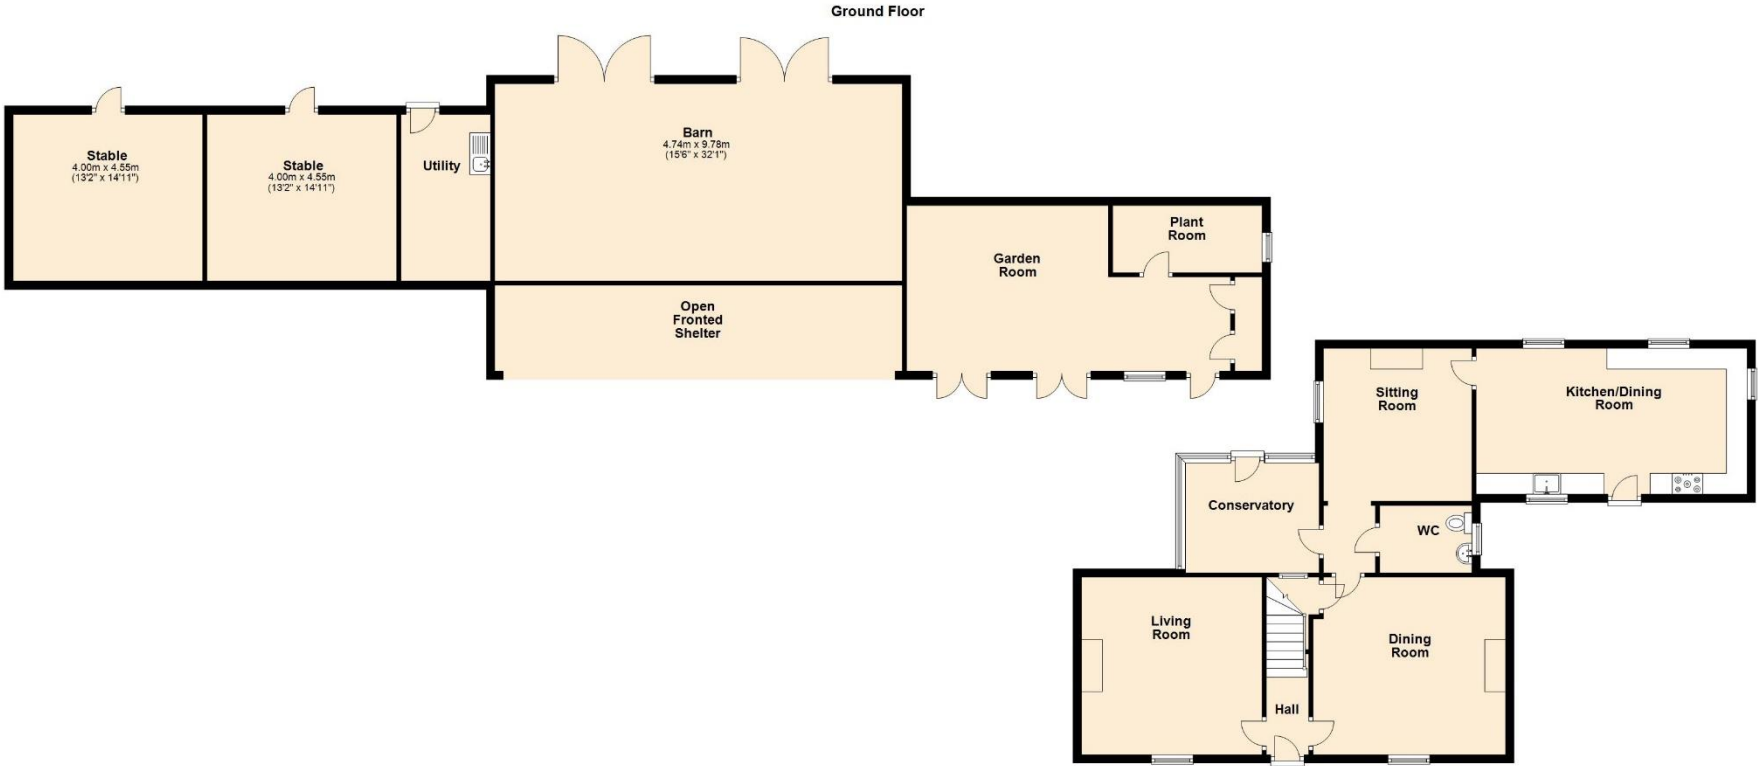 Ground Floor
Stable
4.00m x 4.55m
(13'2" x 14'11")
Stable
4.00m x 4.55m
(13'2" x 14'11")
Utility
Barn
4.74m x 9.78m
(15'6" x 32'1")
Open
Fronted
Shelter
Garden
Room
Plant
Room
Sitting
Room
Kitchen/Dining
Room
Conservatory
WC
Living
Room
Dining
Room
Hall